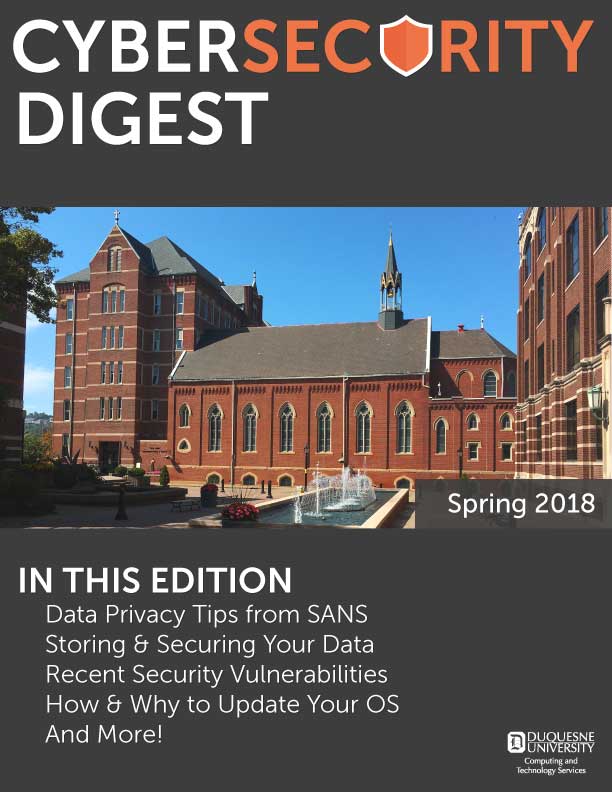 CYBERSECURITY
DIGEST
Spring 2018
IN THIS EDITION
Data Privacy Tips from SANS
Storing & Securing Your Data
Recent Security Vulnerabilities
How & Why to Update Your OS
And More!
D DUQUESNE
UNIVERSITY
Computing and
Technology Services